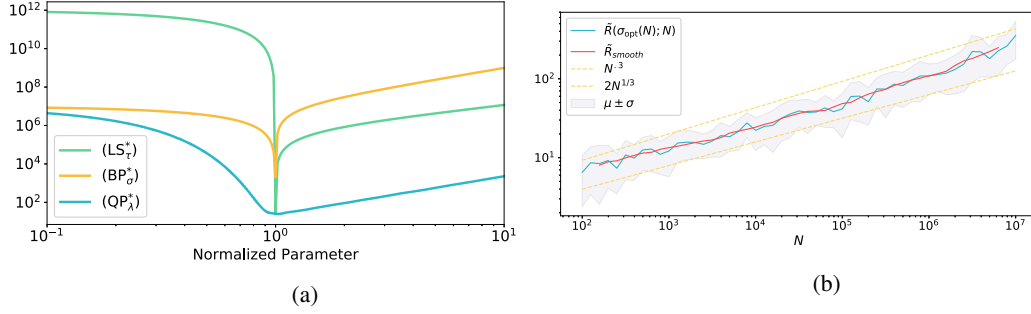 10^12
10^10
10^8
10^6
10^4
10^2
(LS^*_τ)
(BP^*_σ)
(QP^*_λ)
10^-1
10^0
10^1
Normalized Parameter
(a)
R̃(σ_opt(N); N)
R̃_smooth
N^.3
2N^1/3
μ ± σ
10^2
10^1
10^2
10^3
10^4
10^5
10^6
10^7
N
(b)